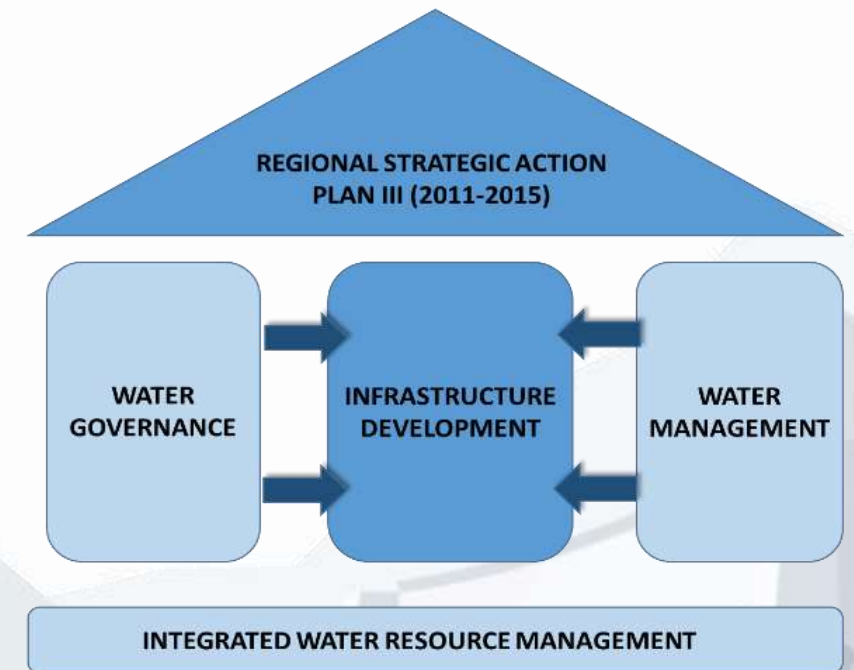 REGIONAL STRATEGIC ACTION
PLAN III (2011-2015)
WATER
GOVERNANCE
INFRASTRUCTURE
DEVELOPMENT
WATER
MANAGEMENT
INTEGRATED WATER RESOURCE MANAGEMENT